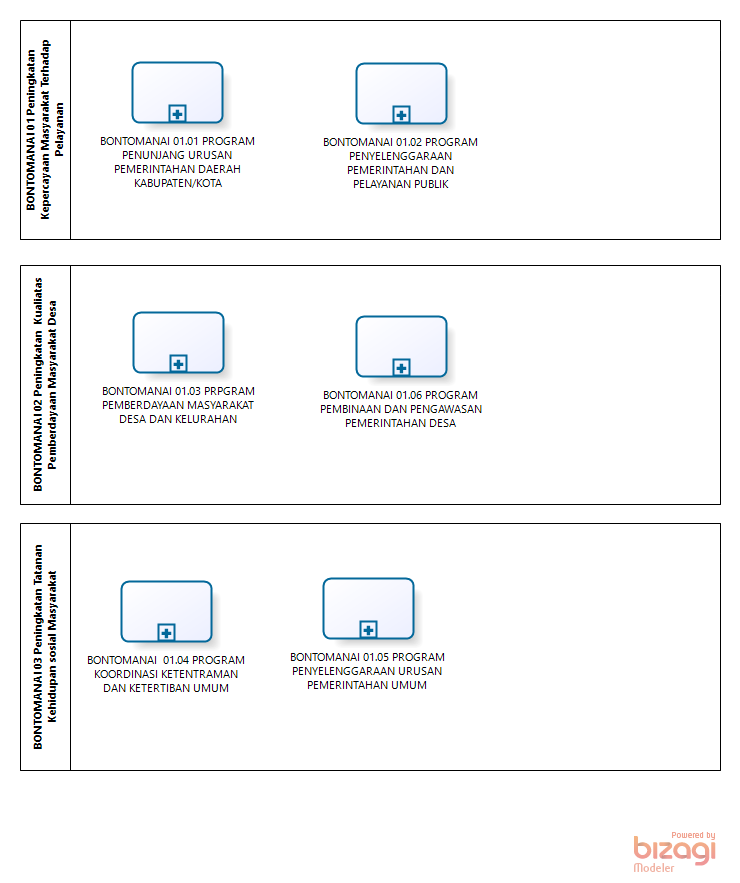 BONTOMANAI 01 Peningkatan
Kepercayaan Masyarakat Terhadap
Pelayanan
BONTOMANAI 01.01 PROGRAM
PENUNJANG URUSAN
PEMERINTAHAN DAERAH
KABUPATEN/KOTA
BONTOMANAI 01.02 PROGRAM
PENYELENGGARAAN
PEMERINTAHAN DAN
PELAYANAN PUBLIK
BONTOMANAI 02 Peningkatan  Kualiatas
Pemberdayaan Masyarakat Desa
BONTOMANAI 01.03 PRPGRAM
PEMBERDAYAAN MASYARAKAT
DESA DAN KELURAHAN
BONTOMANAI 01.06 PROGRAM
PEMBINAAN DAN PENGAWASAN
PEMERINTAHAN DESA
BONTOMANAI 03 Peningkatan Tatanan
Kehidupan sosial Masyarakat
BONTOMANAI  01.04 PROGRAM
KOORDINASI KETENTRAMAN
DAN KETERTIBAN UMUM
BONTOMANAI 01.05 PROGRAM
PENYELENGGARAAN URUSAN
PEMERINTAHAN UMUM
Powered by
bizagi
Modeler